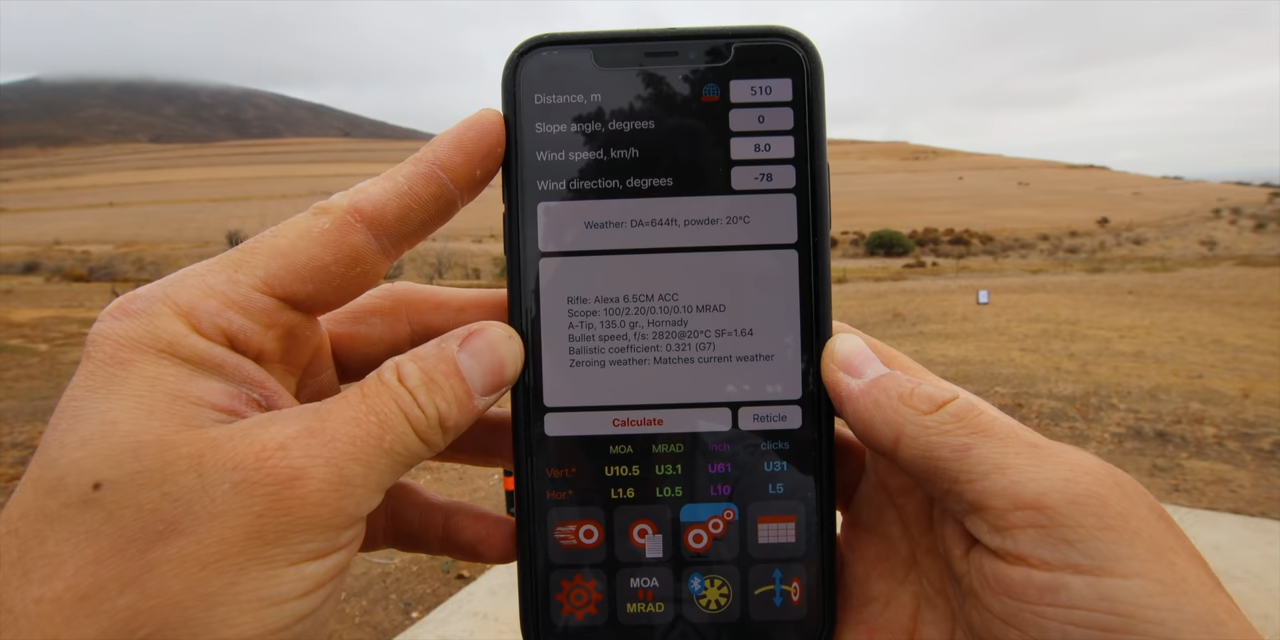 Distance, m 510
Slope angle, degrees 0
Wind speed, km/h 8.0
Wind direction, degrees -78
Weather: DA=644ft, powder: 20°C
Rifle: Alexa 6.5CM ACC
Scope: 100/2.20/0.10/0.10 MRAD
A-Tip, 135.0 gr., Hornady
Bullet speed, f/s: 2820@20°C SF=1.64
Ballistic coefficient: 0.321 (G7)
Zeroing weather: Matches current weather
Calculate Reticle
MOA MRAD inch clicks
Vert.* U10.5 U3.1 U61 U31
Hor.* L1.6 L0.5 L10 L5
MOA
MRAD